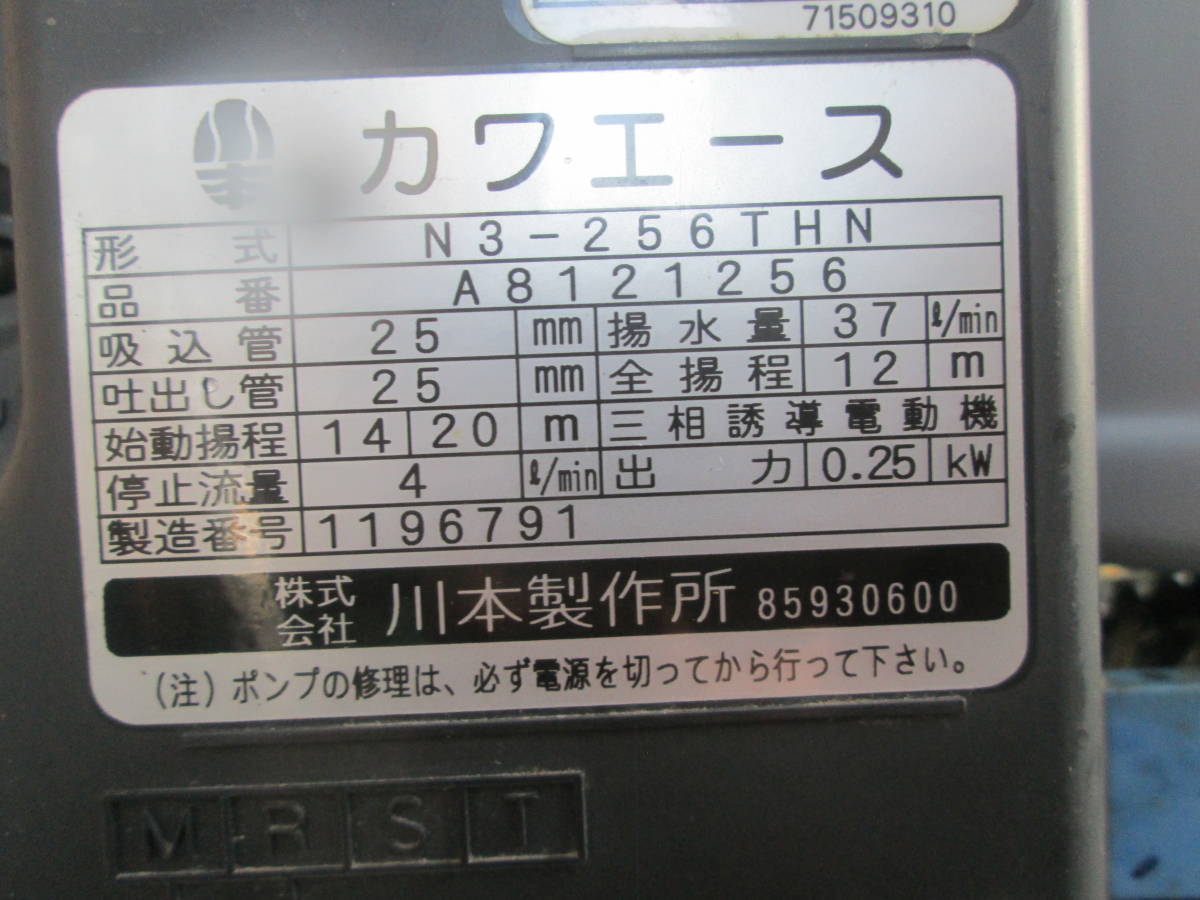 71509310
カワエース
形式 N3-256THN
品番 A8121256
吸込管 25 mm 揚水量 37 ℓ/min
吐出し管 25 mm 全揚程 12 m
始動揚程 14 20 m 三相誘導電動機
停止流量 4 ℓ/min 出力 0.25 kW
製造番号 1196791
株式会社 川本製作所 85930600
(注) ポンプの修理は、必ず電源を切ってから行って下さい。
M R S T